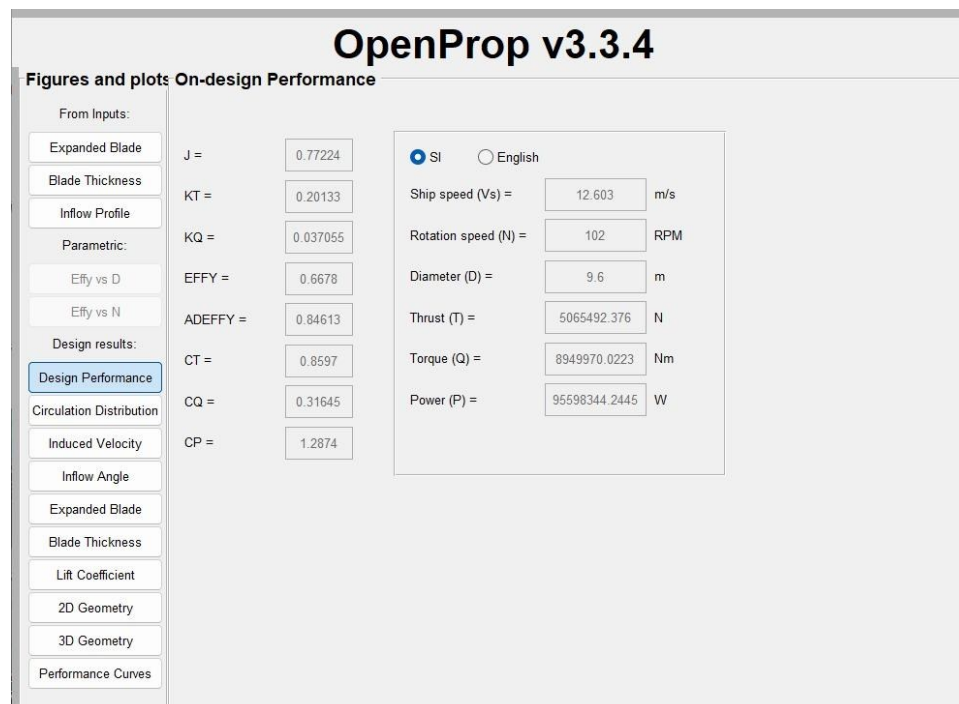 OpenProp v3.3.4
Figures and plots
From Inputs:
Expanded Blade
Blade Thickness
Inflow Profile
Parametric:
Effy vs D
Effy vs N
Design results:
Design Performance
Circulation Distribution
Induced Velocity
Inflow Angle
Expanded Blade
Blade Thickness
Lift Coefficient
2D Geometry
3D Geometry
Performance Curves
On-design Performance
J = 0.77224
KT = 0.20133
KQ = 0.037055
EFFY = 0.6678
ADEFFY = 0.84613
CT = 0.8597
CQ = 0.31645
CP = 1.2874
SI English
Ship speed (Vs) = 12.603 m/s
Rotation speed (N) = 102 RPM
Diameter (D) = 9.6 m
Thrust (T) = 5065492.376 N
Torque (Q) = 8949970.0223 Nm
Power (P) = 95598344.2445 W